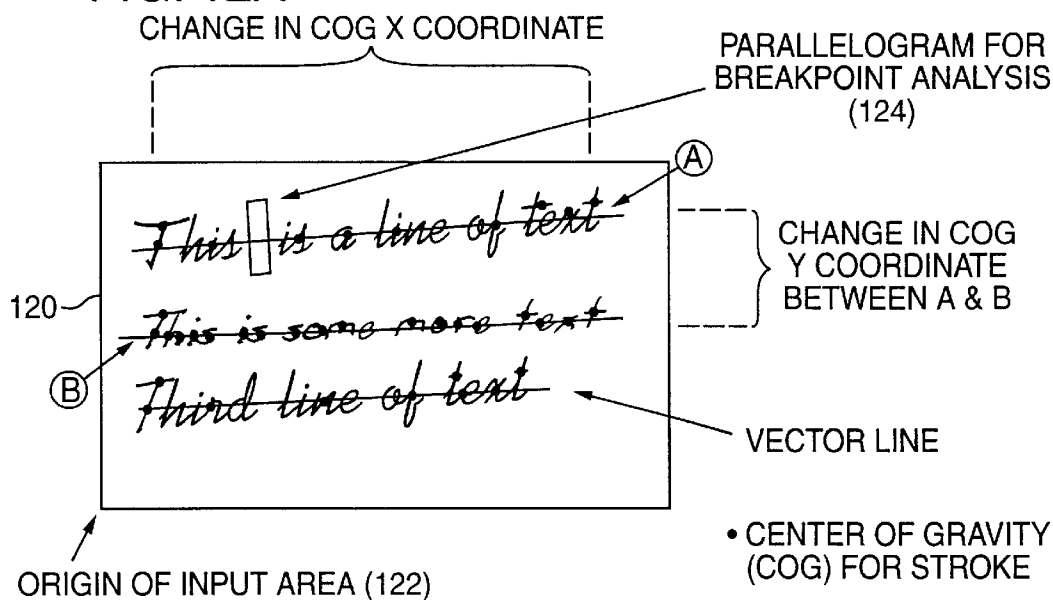 CHANGE IN COG X COORDINATE
PARALLELOGRAM FOR
BREAKPOINT ANALYSIS
(124)
A
This is a line of text
CHANGE IN COG
Y COORDINATE
BETWEEN A & B
120
This is some more text
B
Third line of text
VECTOR LINE
• CENTER OF GRAVITY
(COG) FOR STROKE
ORIGIN OF INPUT AREA (122)